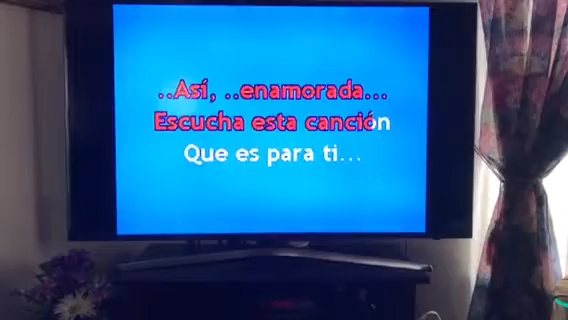 ..Así, ..enamorada...
Escucha esta canción
Que es para ti...